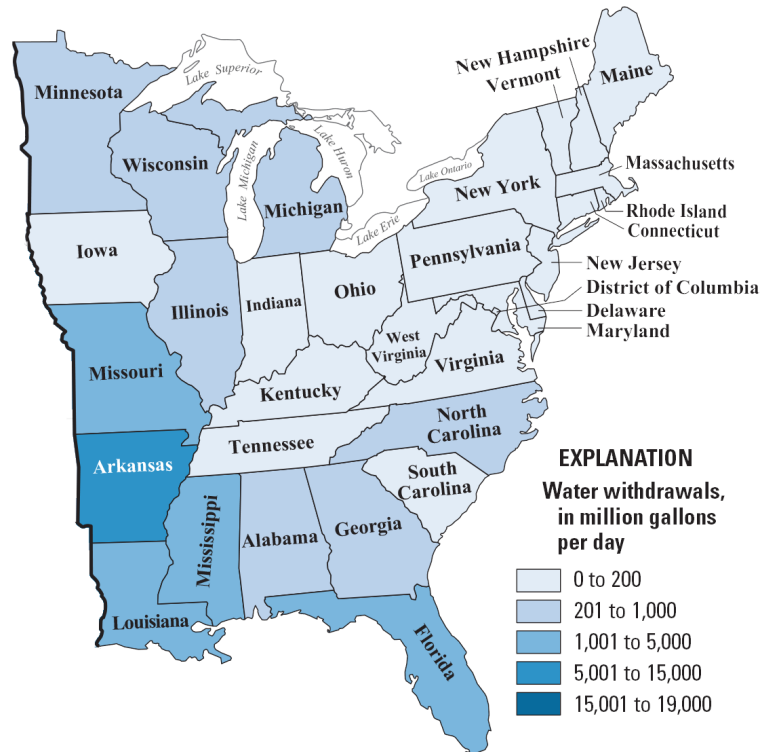 New Hampshire
Vermont
Maine
Lake Superior
Minnesota
Wisconsin
Lake Michigan
Lake Huron
Michigan
Lake Ontario
New York
Massachusetts
Rhode Island
Connecticut
Lake Erie
Iowa
Pennsylvania
New Jersey
District of Columbia
Delaware
Maryland
Illinois
Indiana
Ohio
West
Virginia
Virginia
Missouri
Kentucky
North
Carolina
Tennessee
Arkansas
South
Carolina
Mississippi
Alabama
Georgia
Louisiana
Florida
EXPLANATION
Water withdrawals,
in million gallons
per day
0 to 200
201 to 1,000
1,001 to 5,000
5,001 to 15,000
15,001 to 19,000